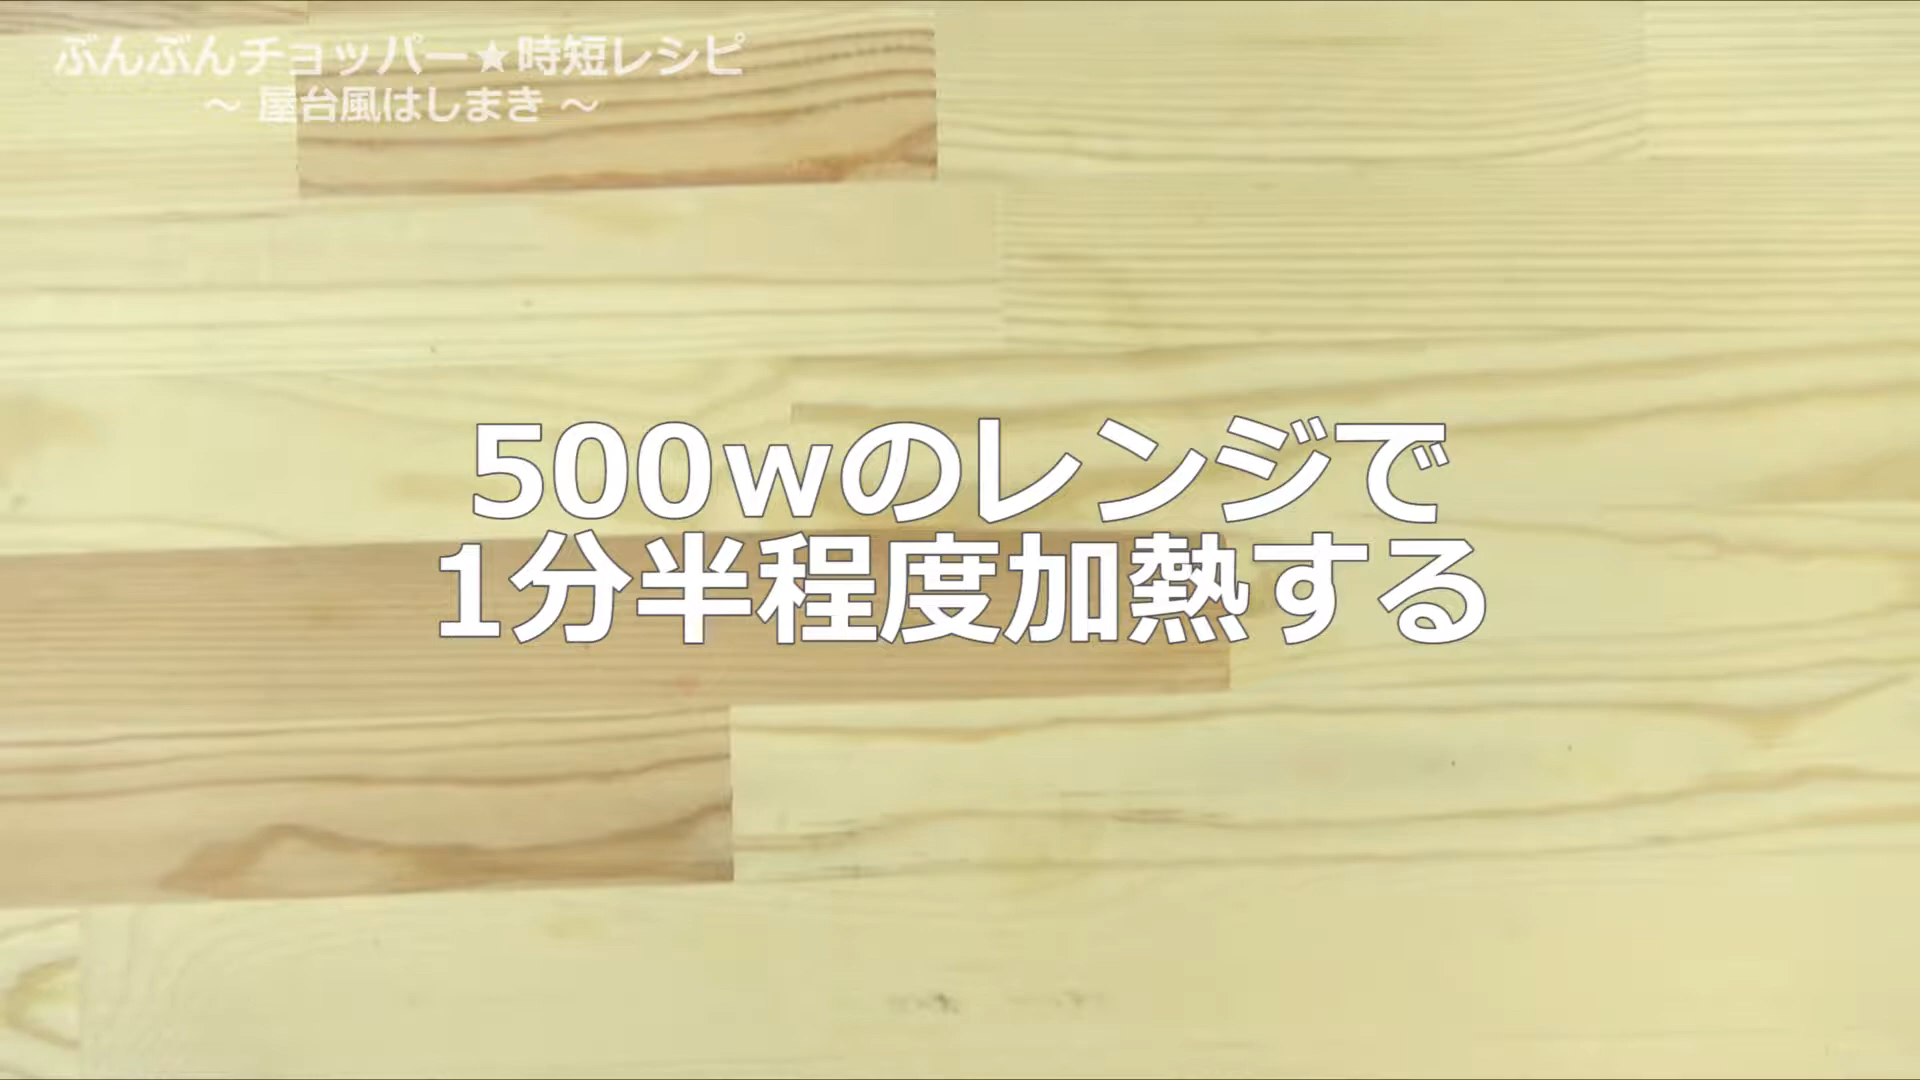 ぶんぶんチョッパー★時短レシピ
～ 屋台風はしまき ～
500wのレンジで
1分半程度加熱する